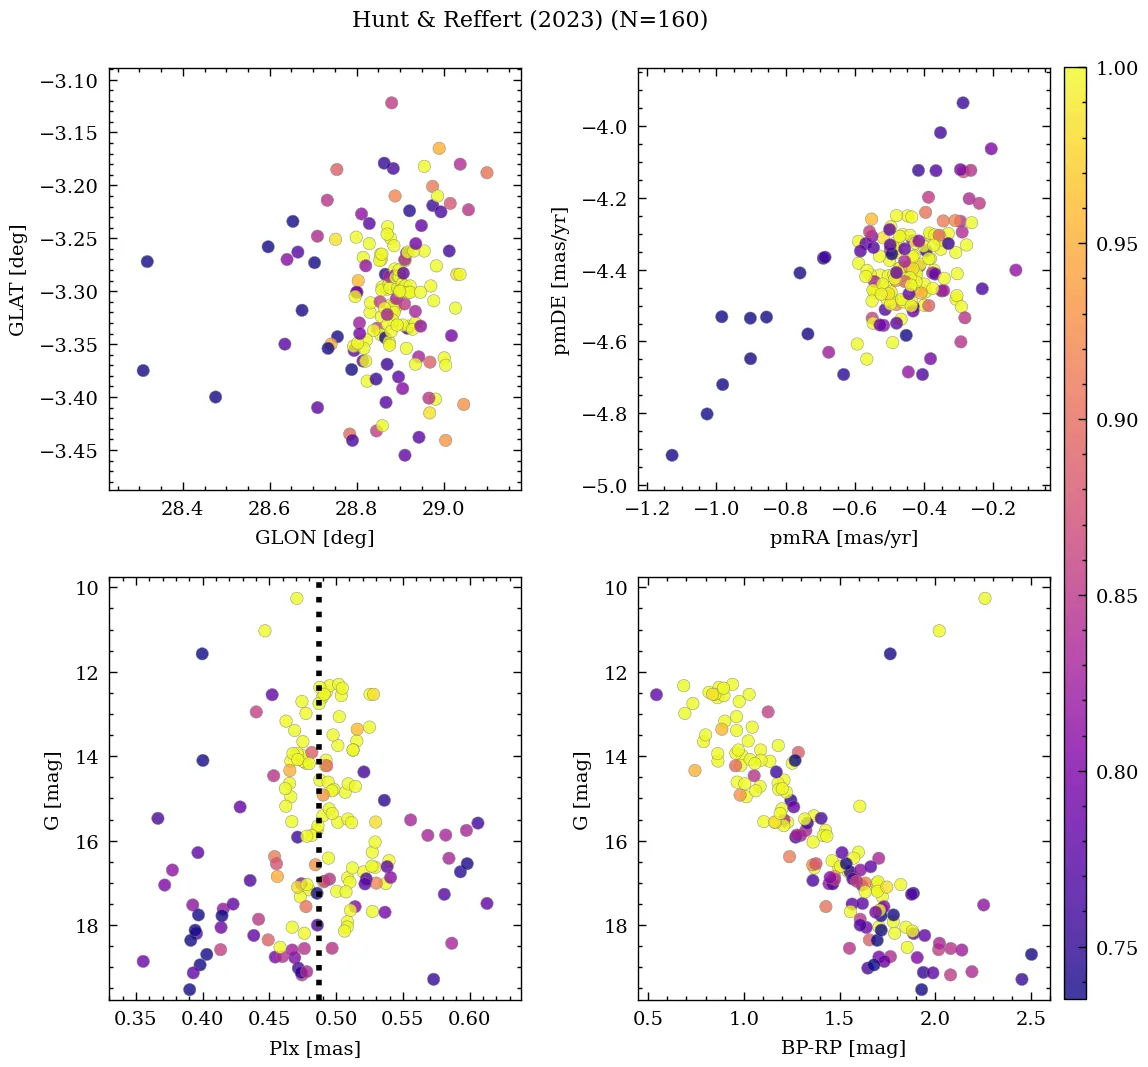 Hunt & Reffert (2023) (N=160)
−3.10
−3.15
−3.20
−3.25
−3.30
−3.35
−3.40
−3.45
GLAT [deg]
28.4 28.6 28.8 29.0
GLON [deg]
−4.0
−4.2
−4.4
−4.6
−4.8
−5.0
pmDE [mas/yr]
−1.2 −1.0 −0.8 −0.6 −0.4 −0.2
pmRA [mas/yr]
1.00
0.95
0.90
0.85
0.80
0.75
10
12
14
16
18
G [mag]
0.35 0.40 0.45 0.50 0.55 0.60
Plx [mas]
10
12
14
16
18
G [mag]
0.5 1.0 1.5 2.0 2.5
BP-RP [mag]